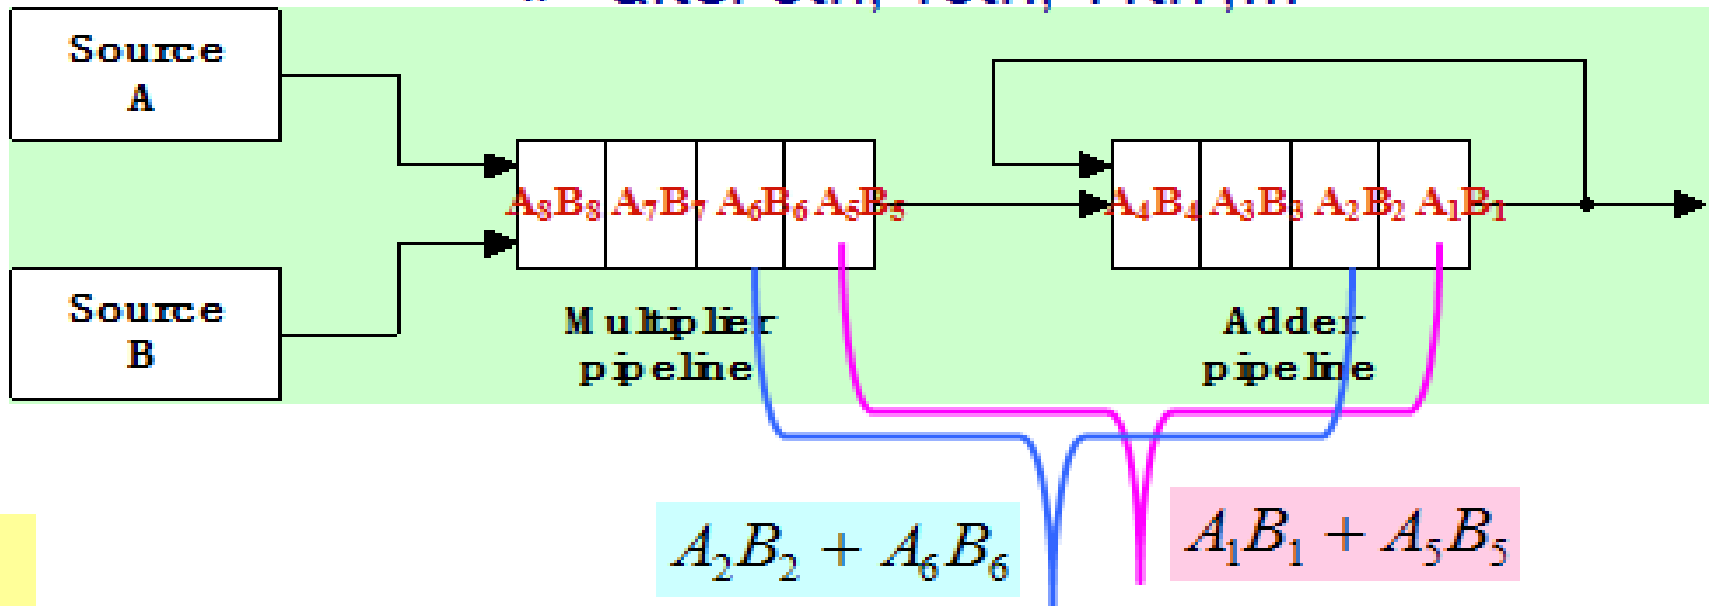 Source
A
A₈B₈ A₇B₇ A₆B₆ A₅B₅
A₄B₄ A₃B₃ A₂B₂ A₁B₁
Source
B
Multiplier
pipeline
Adder
pipeline
A₂B₂ + A₆B₆
A₁B₁ + A₅B₅